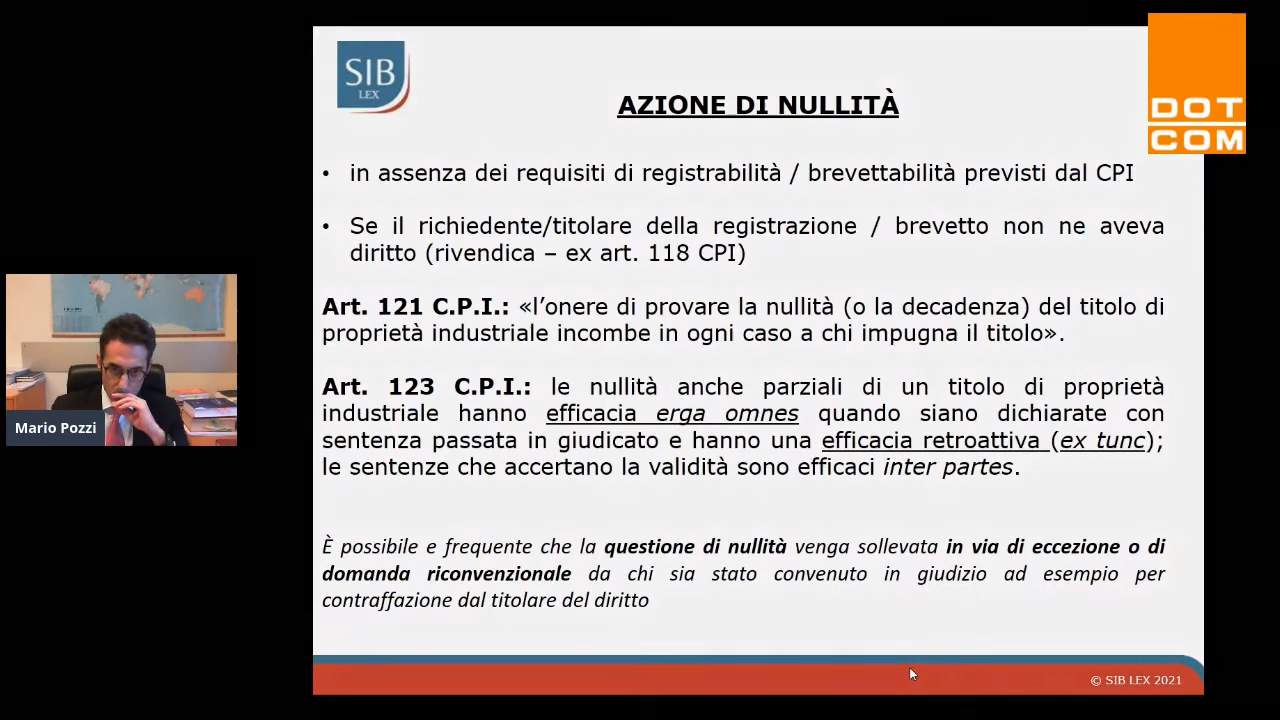 SIB
LEX
DOT
COM
AZIONE DI NULLITÀ
• in assenza dei requisiti di registrabilità / brevettabilità previsti dal CPI
• Se il richiedente/titolare della registrazione / brevetto non ne aveva
diritto (rivendica – ex art. 118 CPI)
Art. 121 C.P.I.: «l’onere di provare la nullità (o la decadenza) del titolo di
proprietà industriale incombe in ogni caso a chi impugna il titolo».
Art. 123 C.P.I.: le nullità anche parziali di un titolo di proprietà
industriale hanno efficacia erga omnes quando siano dichiarate con
sentenza passata in giudicato e hanno una efficacia retroattiva (ex tunc);
le sentenze che accertano la validità sono efficaci inter partes.
Mario Pozzi
È possibile e frequente che la questione di nullità venga sollevata in via di eccezione o di
domanda riconvenzionale da chi sia stato convenuto in giudizio ad esempio per
contraffazione dal titolare del diritto
© SIB LEX 2021